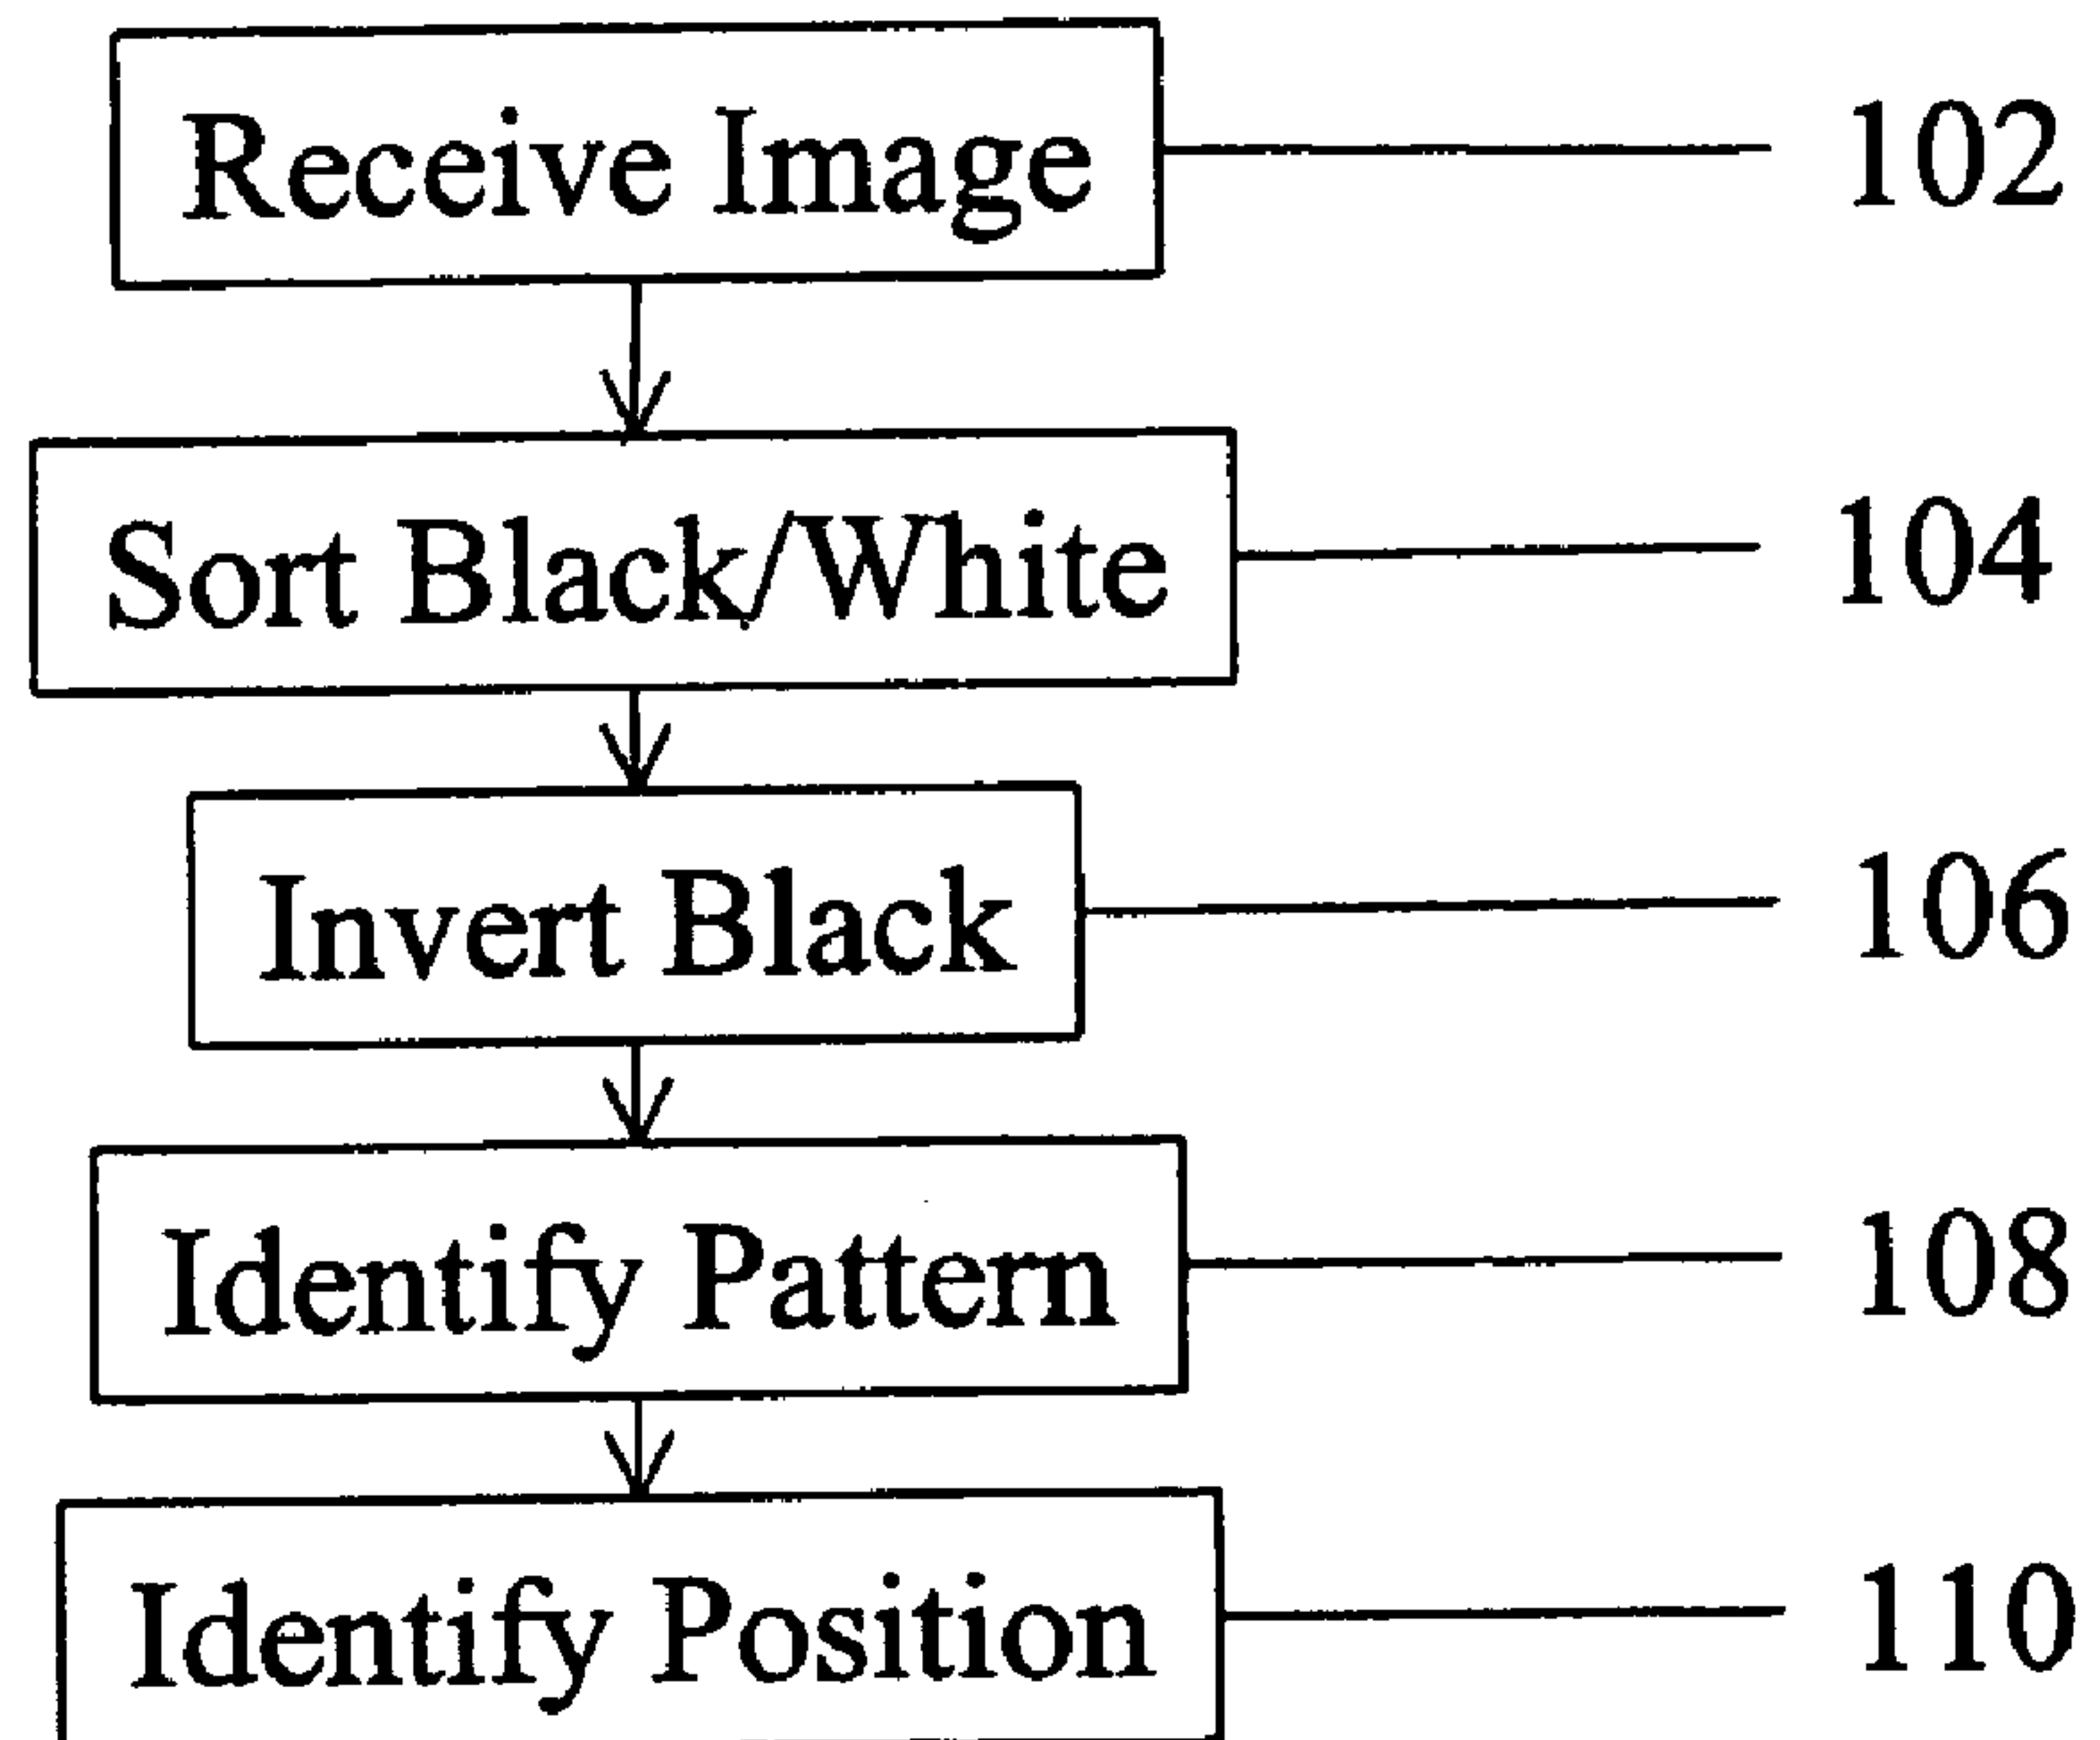 Receive Image 102
Sort Black/White 104
Invert Black 106
Identify Pattern 108
Identify Position 110